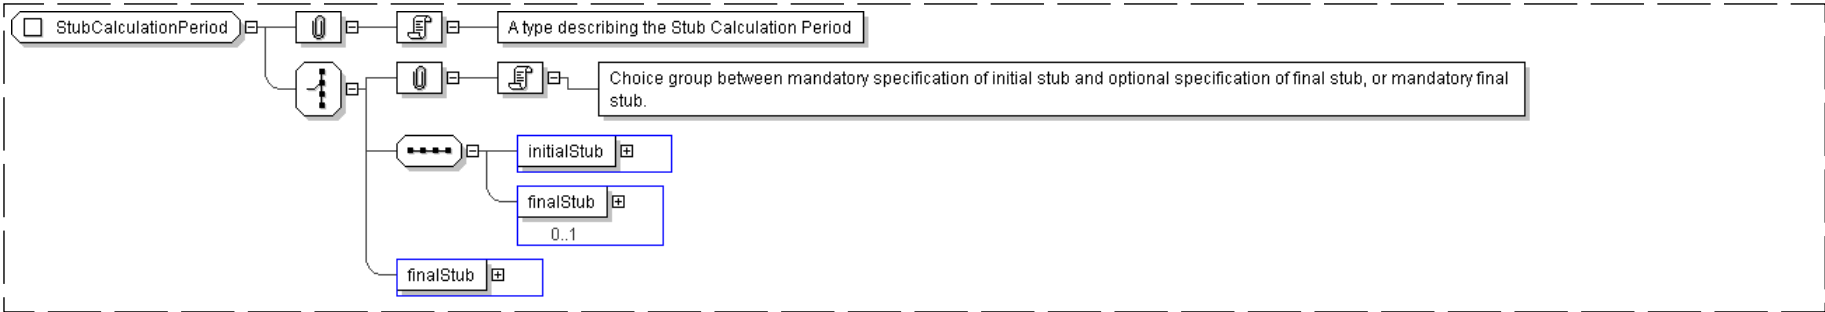 StubCalculationPeriod
A type describing the Stub Calculation Period
Choice group between mandatory specification of initial stub and optional specification of final stub, or mandatory final
stub.
initialStub
finalStub
0..1
finalStub